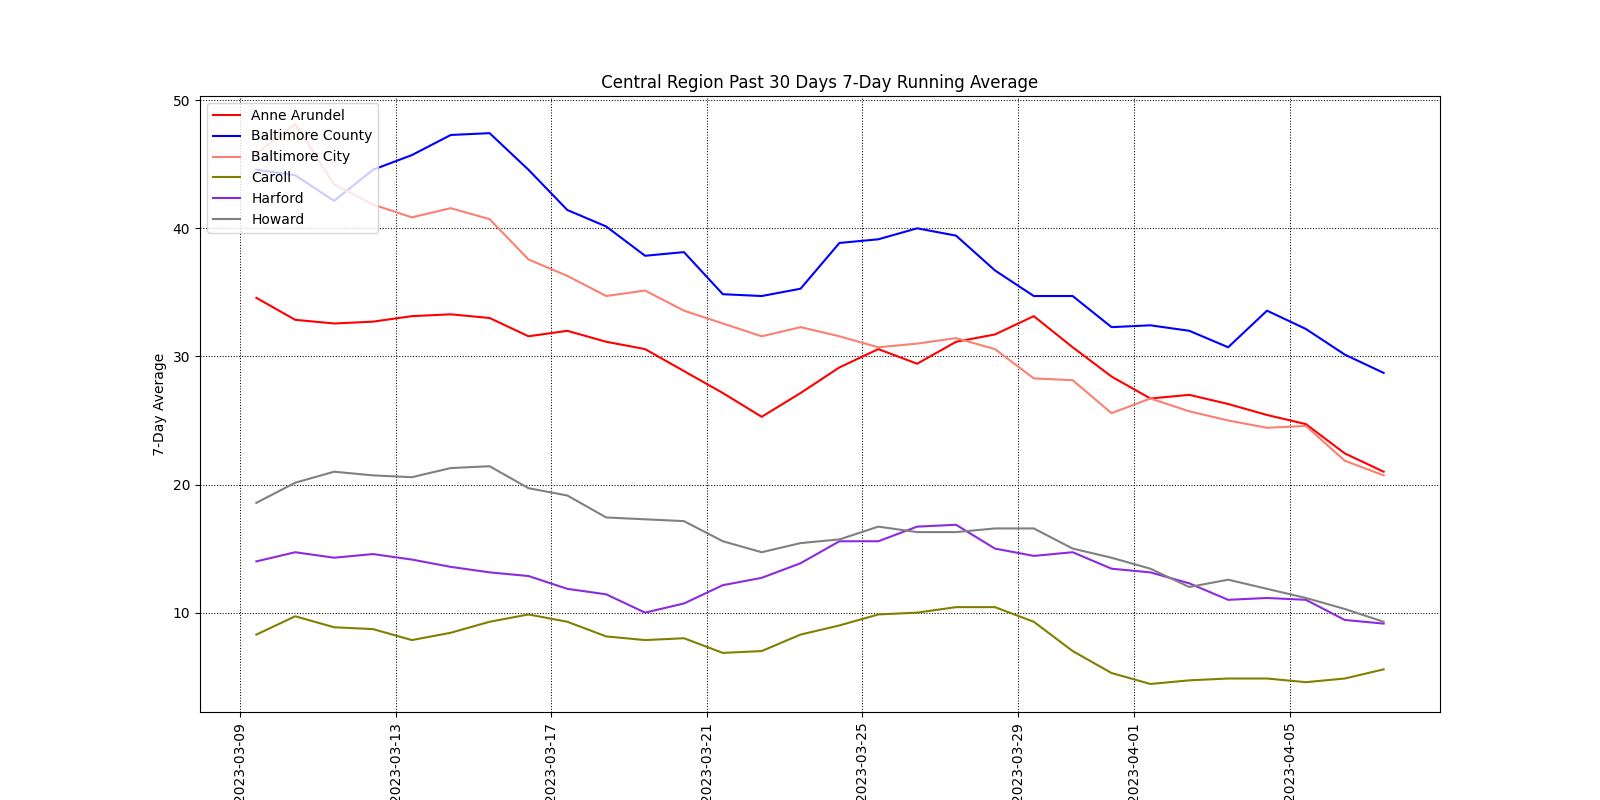 Central Region Past 30 Days 7-Day Running Average
50
40
30
20
10
7-Day Average
Anne Arundel
Baltimore County
Baltimore City
Caroll
Harford
Howard
2023-03-09
2023-03-13
2023-03-17
2023-03-21
2023-03-25
2023-03-29
2023-04-01
2023-04-05